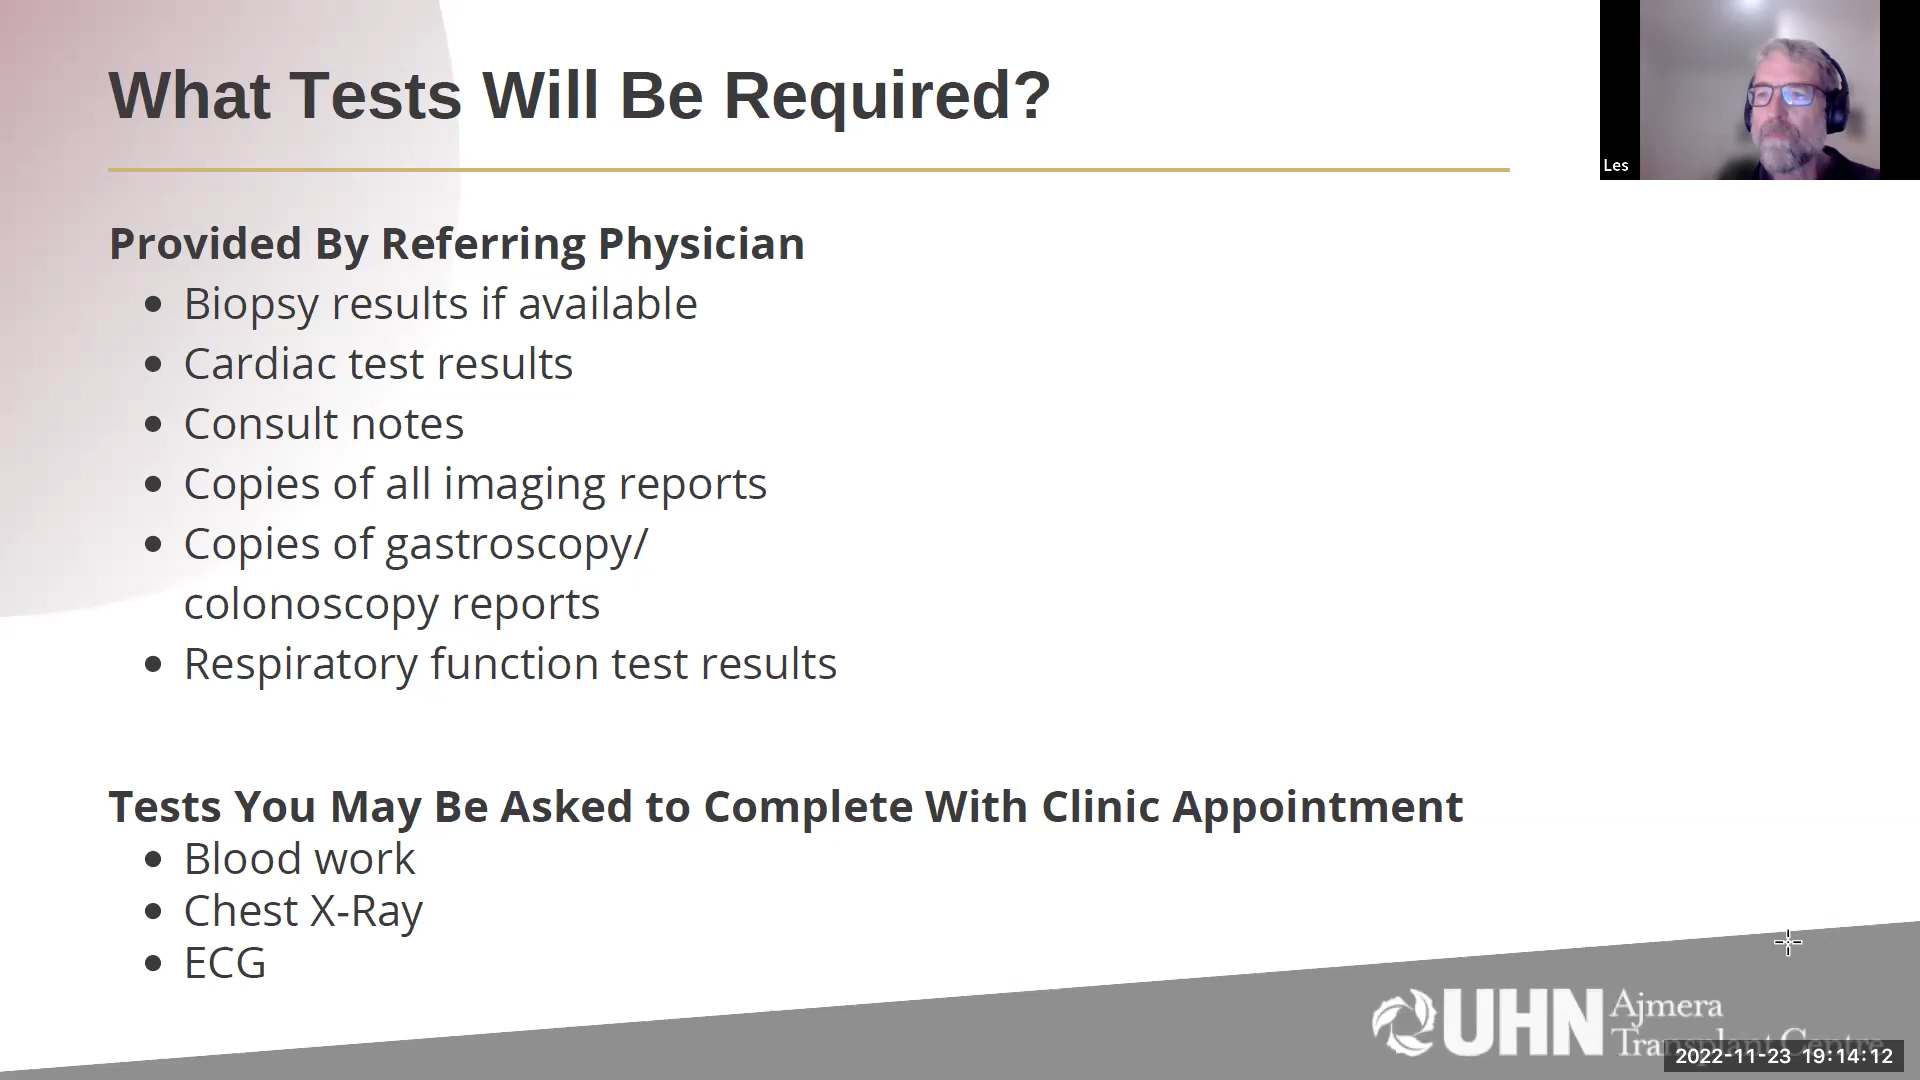 What Tests Will Be Required?
Les
Provided By Referring Physician
Biopsy results if available
Cardiac test results
Consult notes
Copies of all imaging reports
Copies of gastroscopy/
colonoscopy reports
Respiratory function test results
Tests You May Be Asked to Complete With Clinic Appointment
Blood work
Chest X-Ray
ECG
UHN
Ajmera
Transplant Centre
2022-11-23 19:14:12